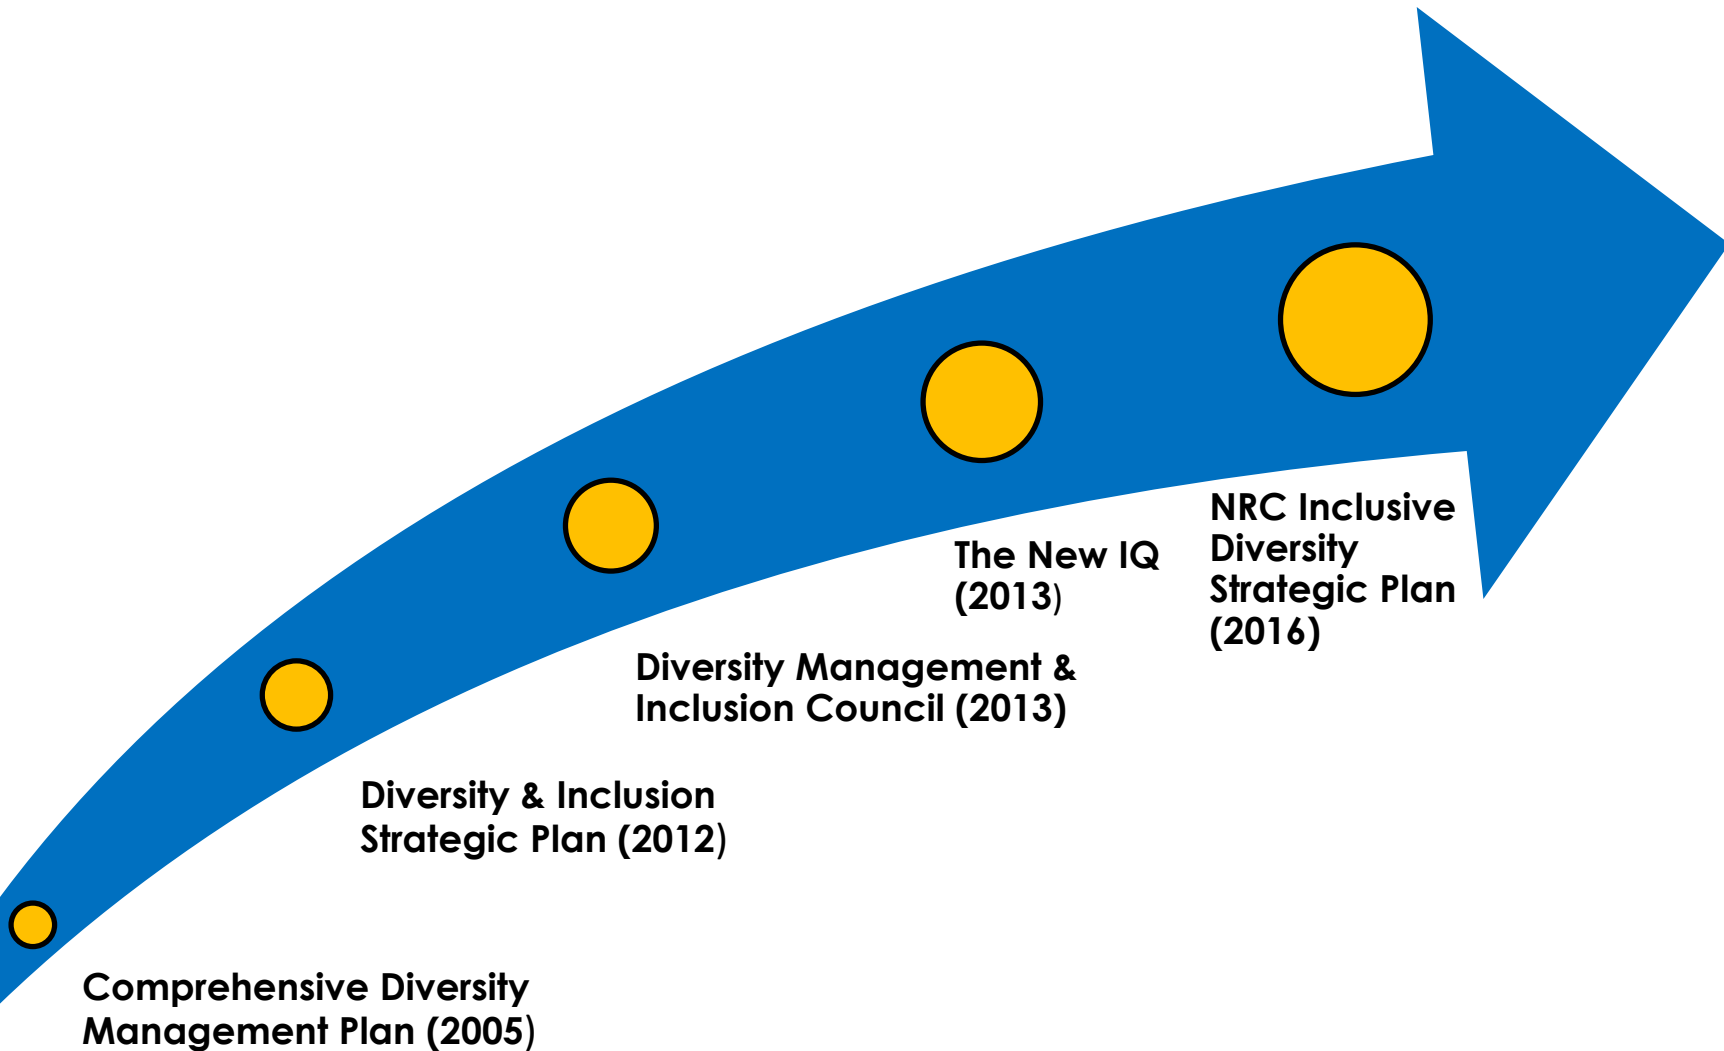 Comprehensive Diversity
Management Plan (2005)
Diversity & Inclusion
Strategic Plan (2012)
Diversity Management &
Inclusion Council (2013)
The New IQ
(2013)
NRC Inclusive
Diversity
Strategic Plan
(2016)